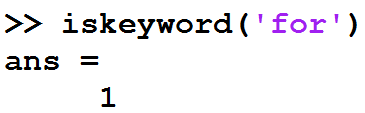 >> iskeyword('for')
ans =
1